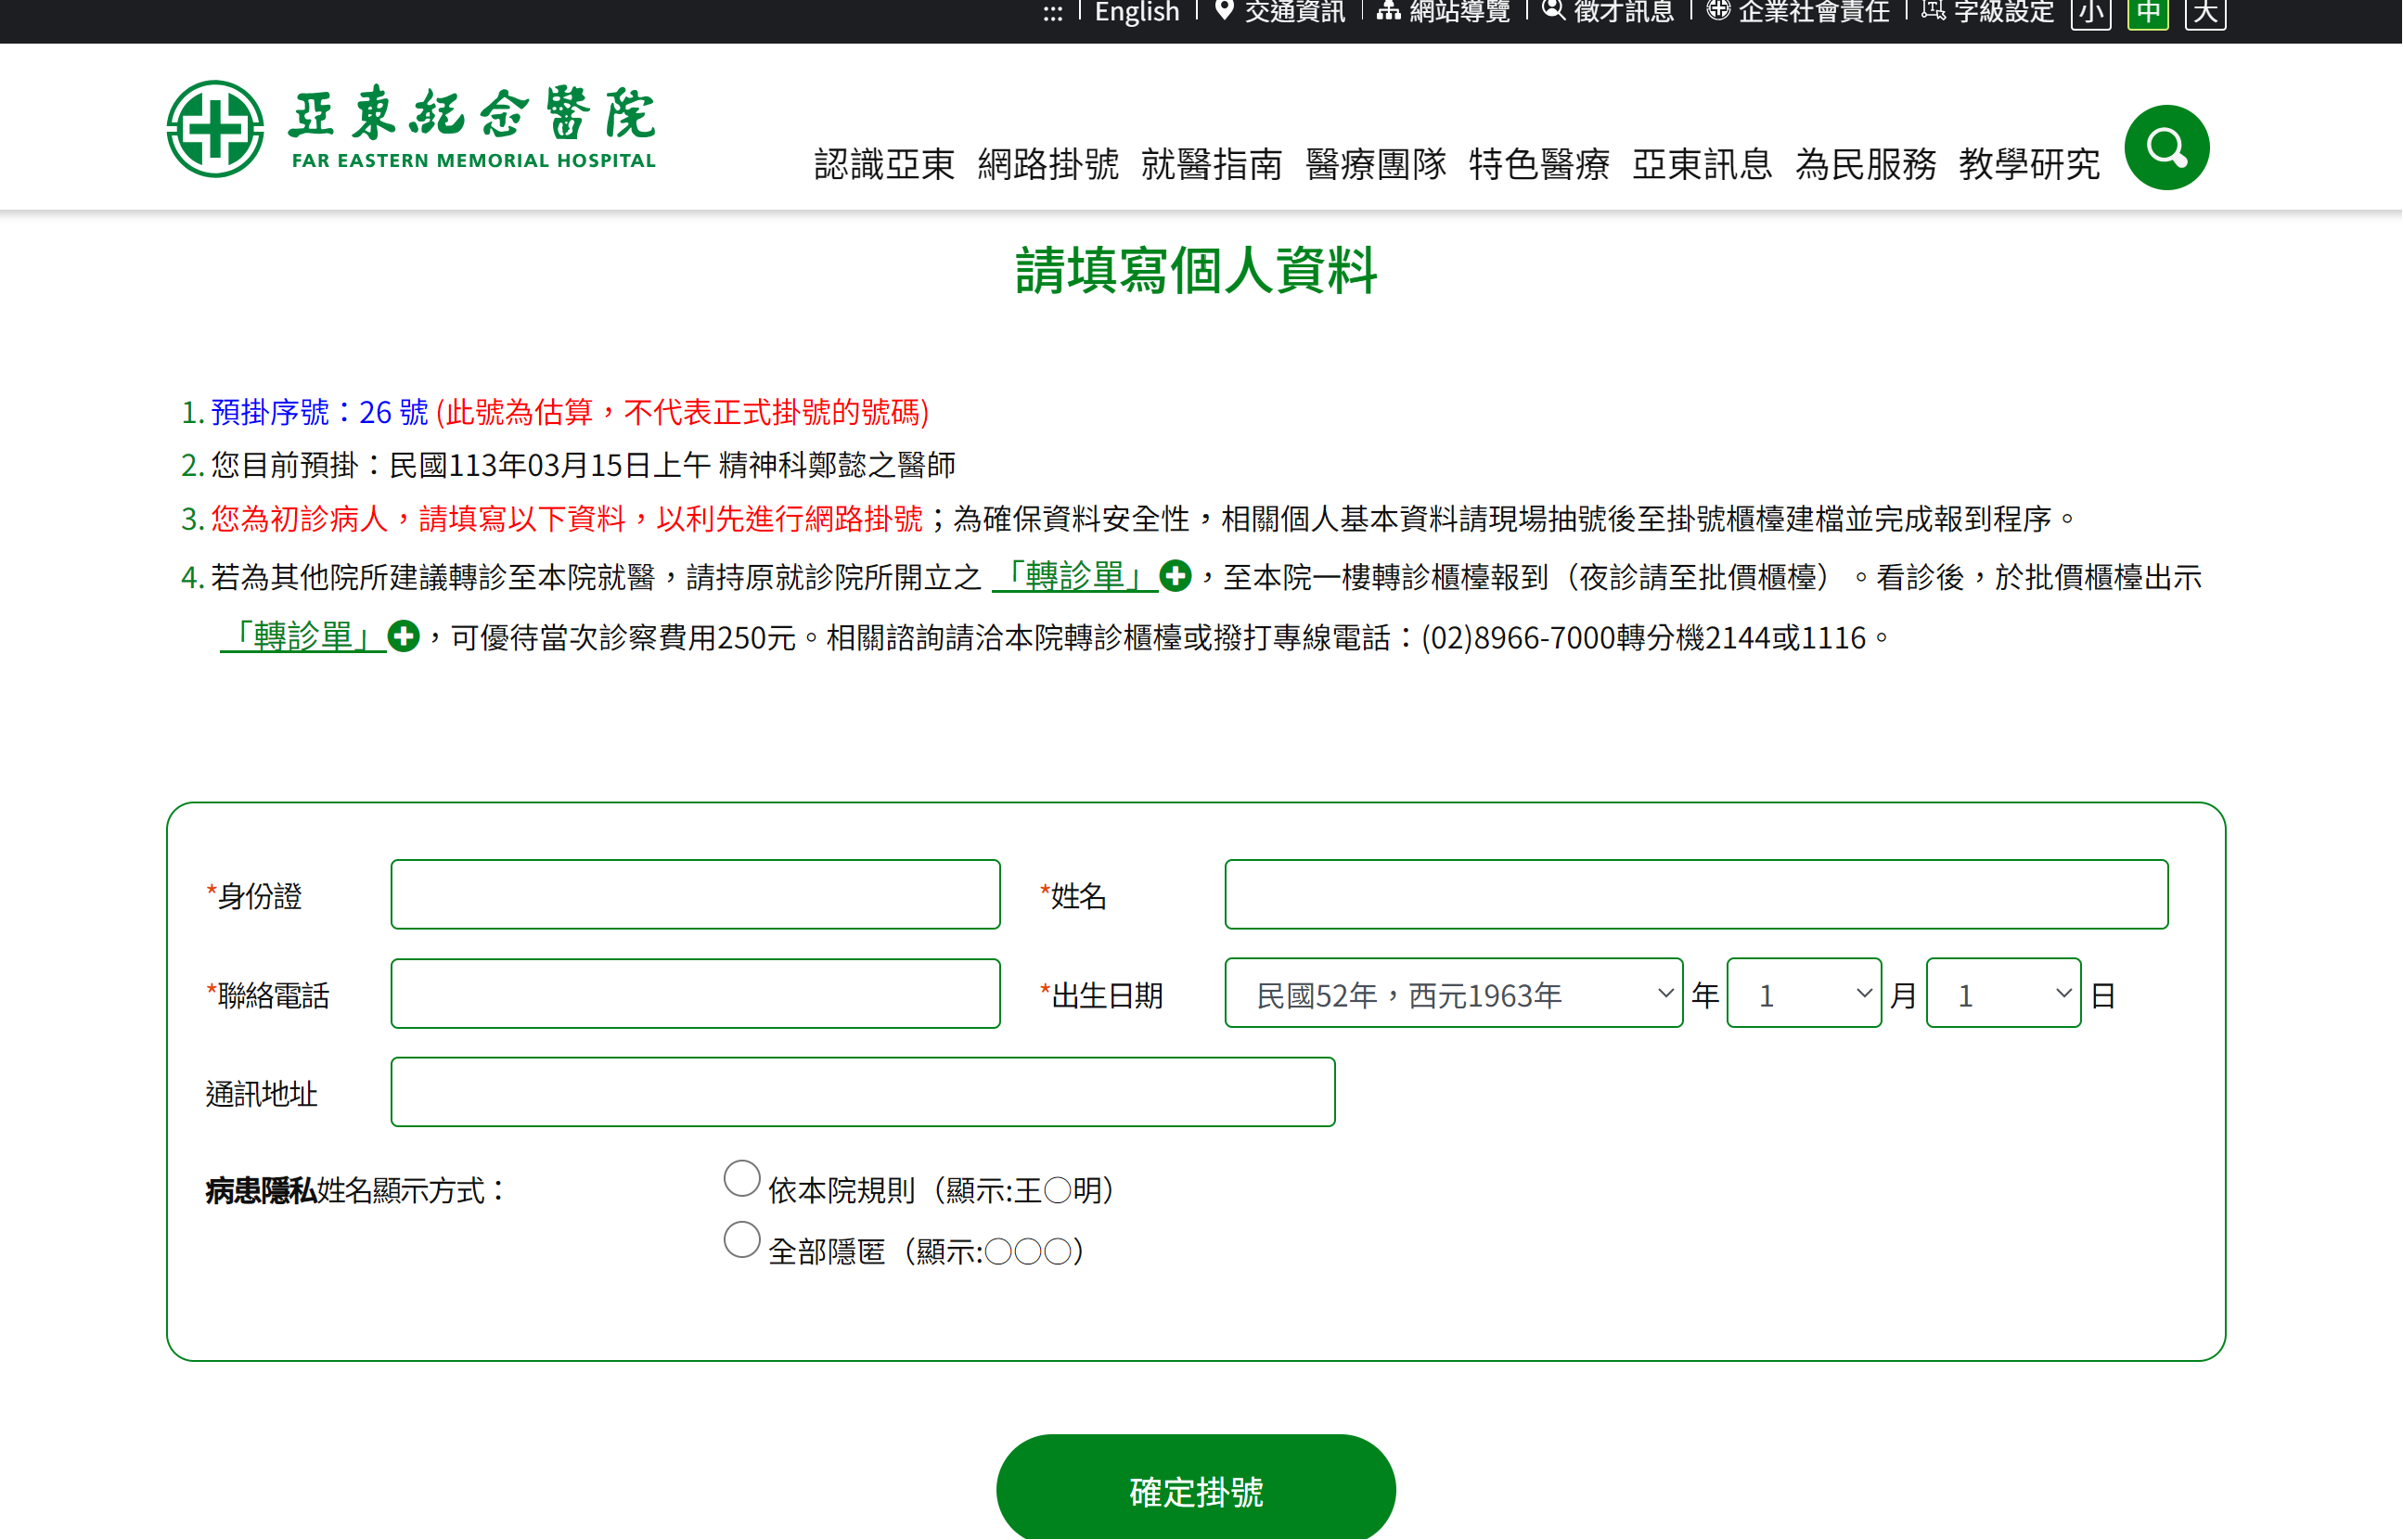 ::: English 交通資訊 網站導覽 徵才訊息 企業社會責任 字級設定 小 中 大
亞東紀念醫院
FAR EASTERN MEMORIAL HOSPITAL
認識亞東 網路掛號 就醫指南 醫療團隊 特色醫療 亞東訊息 為民服務 教學研究
請填寫個人資料
1. 預掛序號：26 號 (此號為估算，不代表正式掛號的號碼)
2. 您目前預掛：民國113年03月15日上午 精神科鄭懿之醫師
3. 您為初診病人，請填寫以下資料，以利先進行網路掛號；為確保資料安全性，相關個人基本資料請現場抽號後至掛號櫃檯建檔並完成報到程序。
4. 若為其他院所建議轉診至本院就醫，請持原就診院所開立之 「轉診單」，至本院一樓轉診櫃檯報到（夜診請至批價櫃檯）。看診後，於批價櫃檯出示
「轉診單」，可優待當次診察費用250元。相關諮詢請洽本院轉診櫃檯或撥打專線電話：(02)8966-7000轉分機2144或1116。
*身份證 *姓名
*聯絡電話 *出生日期 民國52年，西元1963年 年 1 月 1 日
通訊地址
病患隱私姓名顯示方式： 依本院規則（顯示:王〇明）
全部隱匿（顯示:〇〇〇）
確定掛號